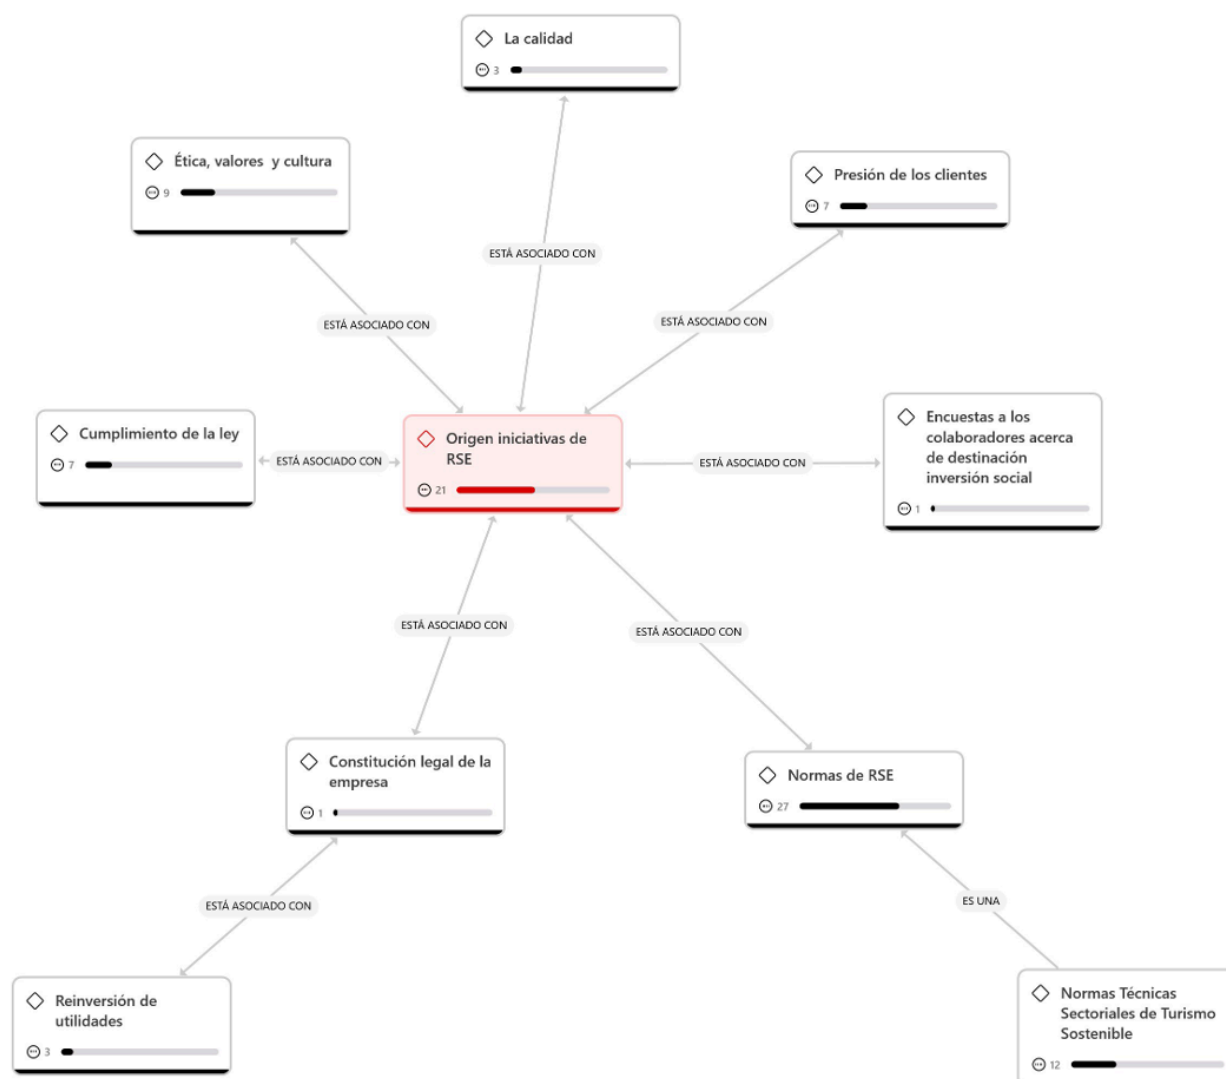 La calidad
3
Ética, valores y cultura
9
Presión de los clientes
7
ESTÁ ASOCIADO CON
ESTÁ ASOCIADO CON
ESTÁ ASOCIADO CON
Cumplimiento de la ley
7
ESTÁ ASOCIADO CON
Origen iniciativas de
RSE
21
ESTÁ ASOCIADO CON
Encuestas a los
colaboradores acerca
de destinación
inversión social
1
ESTÁ ASOCIADO CON
ESTÁ ASOCIADO CON
Constitución legal de la
empresa
1
Normas de RSE
27
ESTÁ ASOCIADO CON
ES UNA
Reinversión de
utilidades
3
Normas Técnicas
Sectoriales de Turismo
Sostenible
12